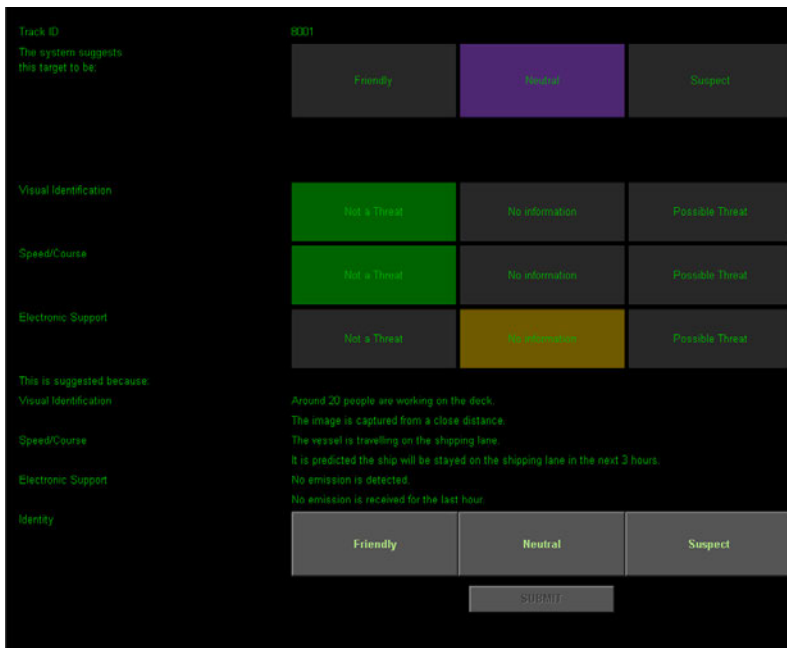 Track ID 8001
The system suggests
this target to be:
Friendly Neutral Suspect
Visual Identification Not a Threat No information Possible Threat
Speed/Course Not a Threat No information Possible Threat
Electronic Support Not a Threat No information Possible Threat
This is suggested because:
Visual Identification Around 20 people are working on the deck.
The image is captured from a close distance.
Speed/Course The vessel is travelling on the shipping lane.
It is predicted the ship will be stayed on the shipping lane in the next 3 hours.
Electronic Support No emission is detected.
No emission is received for the last hour.
Identity Friendly Neutral Suspect
SUBMIT